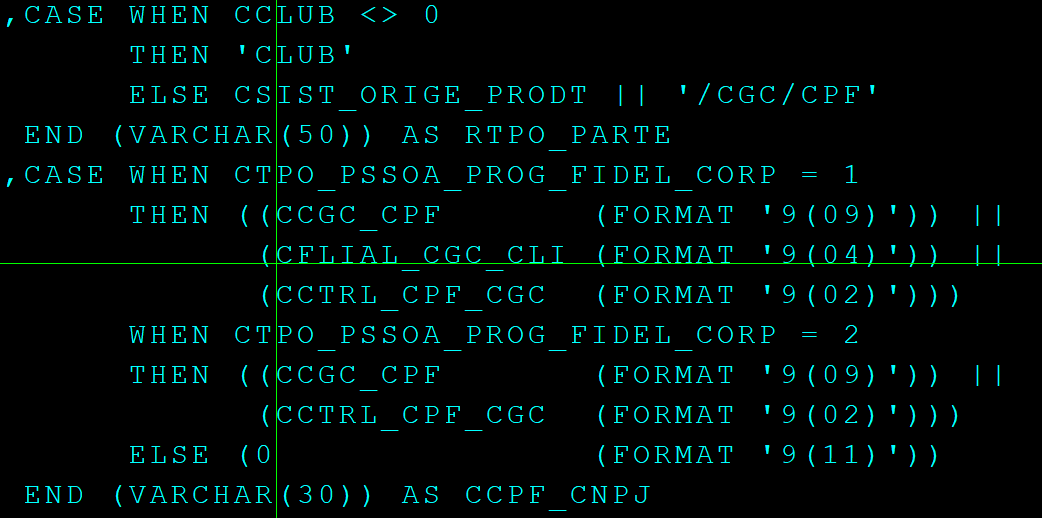 ,CASE WHEN CCLUB <> 0
THEN 'CLUB'
ELSE CSIST_ORIGE_PRODT || '/CGC/CPF'
END (VARCHAR(50)) AS RTPO_PARTE
,CASE WHEN CTPO_PSSOA_PROG_FIDEL_CORP = 1
THEN ((CCGC_CPF (FORMAT '9(09)')) ||
(CFLIAL_CGC_CLI (FORMAT '9(04)')) ||
(CCTRL_CPF_CGC (FORMAT '9(02)')))
WHEN CTPO_PSSOA_PROG_FIDEL_CORP = 2
THEN ((CCGC_CPF (FORMAT '9(09)')) ||
(CCTRL_CPF_CGC (FORMAT '9(02)')))
ELSE (0 (FORMAT '9(11)'))
END (VARCHAR(30)) AS CCPF_CNPJ